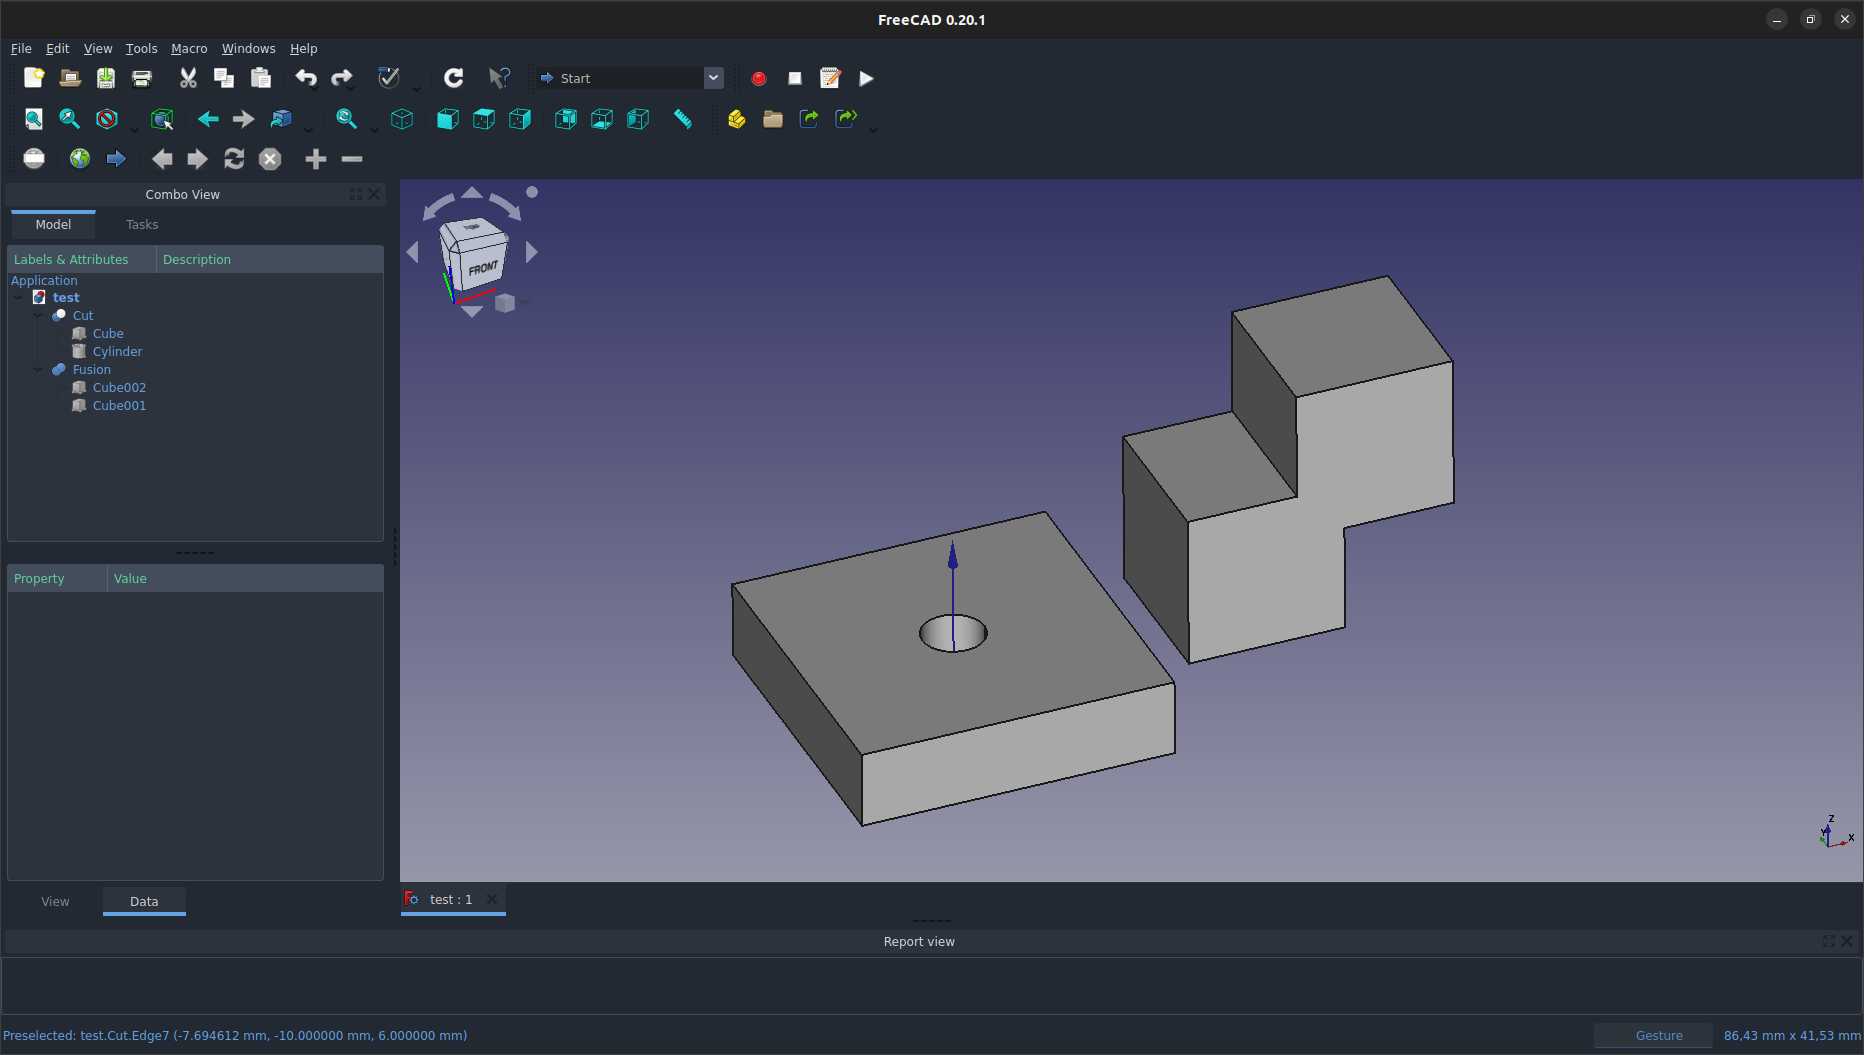 FreeCAD 0.20.1
File Edit View Tools Macro Windows Help
Start
Combo View
Model Tasks
Labels & Attributes Description
Application
test
Cut
Cube
Cylinder
Fusion
Cube002
Cube001
FRONT
Property Value
View Data
Z
Y
X
test : 1
Report view
Preselected: test.Cut.Edge7 (-7.694612 mm, -10.000000 mm, 6.000000 mm)
Gesture 86,43 mm x 41,53 mm